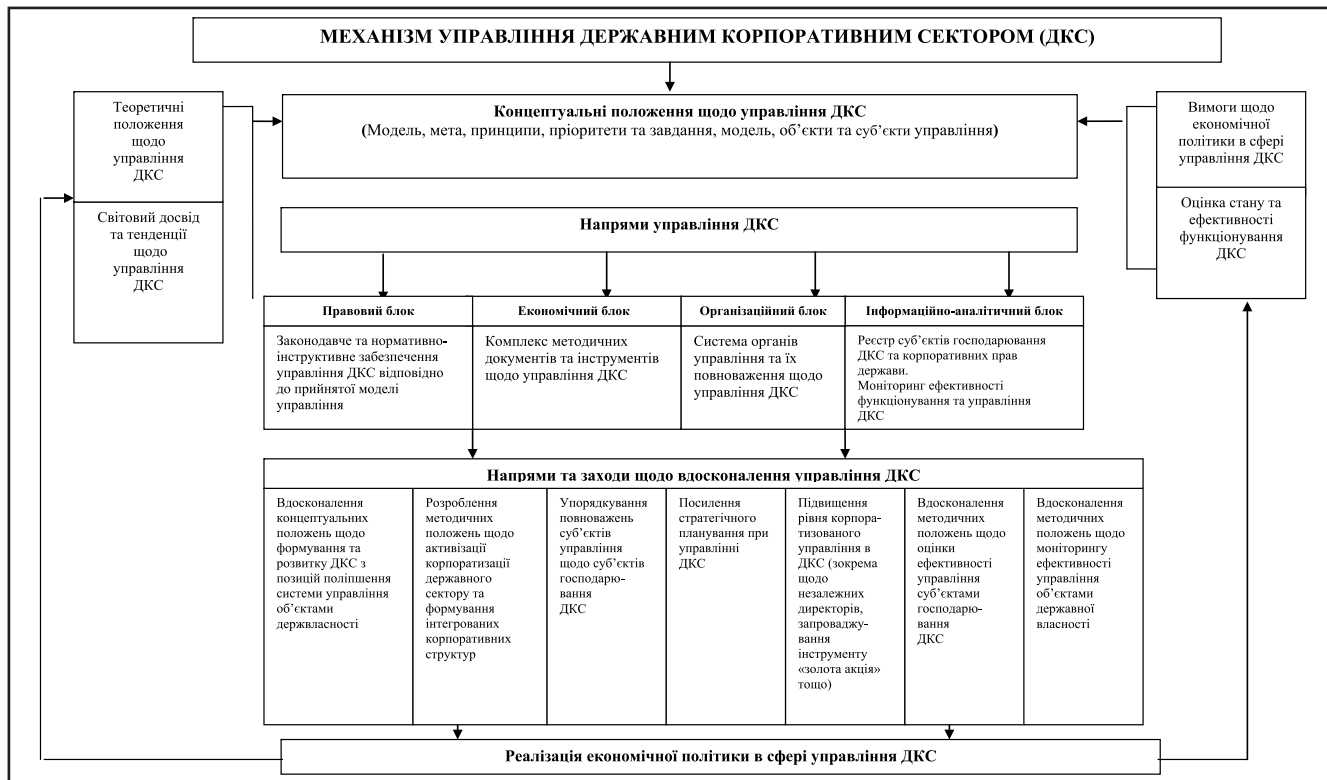 МЕХАНІЗМ УПРАВЛІННЯ ДЕРЖАВНИМ КОРПОРАТИВНИМ СЕКТОРОМ (ДКС)
Теоретичні
положення
щодо
управління
ДКС
Світовий досвід
та тенденції
щодо
управління
ДКС
Концептуальні положення щодо управління ДКС
(Модель, мета, принципи, пріоритети та завдання, модель, об’єкти та суб’єкти управління)
Вимоги щодо
економічної
політики в сфері
управління ДКС
Оцінка стану та
ефективності
функціонування
ДКС
Напрями управління ДКС
Правовий блок
Законодавче та нормативно-
інструктивне забезпечення
управління ДКС відповідно
до прийнятої моделі
управління
Економічний блок
Комплекс методичних
документів та інструментів
щодо управління ДКС
Організаційний блок
Система органів
управління та їх
повноваження щодо
управління ДКС
Інформаційно-аналітичний блок
Реєстр суб’єктів господарювання
ДКС та корпоративних прав
держави.
Моніторинг ефективності
функціонування та управління
ДКС
Напрями та заходи щодо вдосконалення управління ДКС
Вдосконалення
концептуальних
положень щодо
формування та
розвитку ДКС з
позицій поліпшення
системи управління
об’єктами
держвласності
Розроблення
методичних
положень щодо
активізації
корпоратизації
державного
сектору та
формування
інтегрованих
корпоративних
структур
Упорядкування
повноважень
суб’єктів
управління
щодо суб’єктів
господарю-
вання
ДКС
Посилення
стратегічного
планування при
управлінні
ДКС
Підвищення
рівня корпора-
тизованого
управління в
ДКС (зокрема
щодо
незалежних
директорів,
запроваджу-
вання
інструменту
«золота акція»
тощо)
Вдосконалення
методичних
положень щодо
оцінки
ефективності
управління
суб’єктами
господарю-
вання
ДКС
Вдосконалення
методичних
положень щодо
моніторингу
ефективності
управління
об’єктами
державної
власності
Реалізація економічної політики в сфері управління ДКС